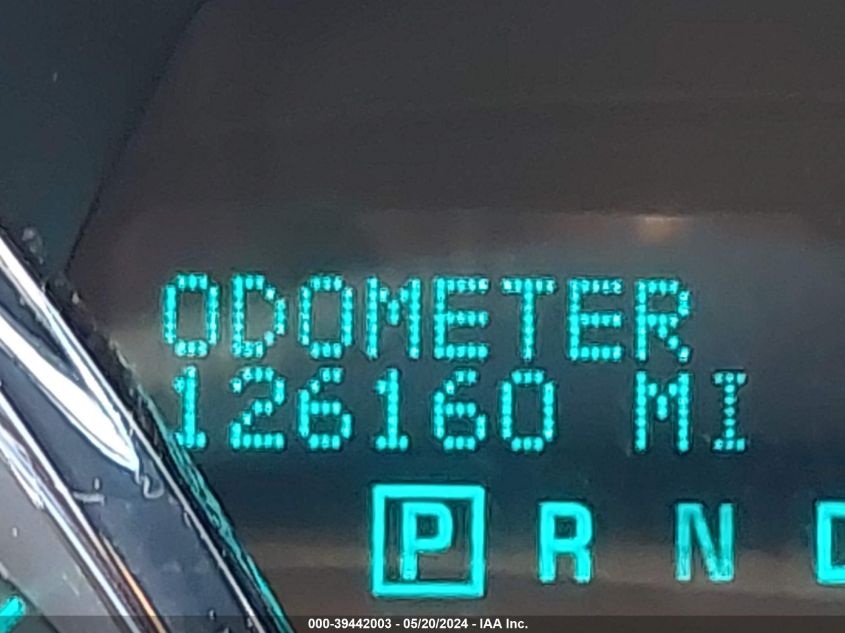 ODOMETER
126160 MI
P R N D
000-39442003 - 05/20/2024 - IAA Inc.